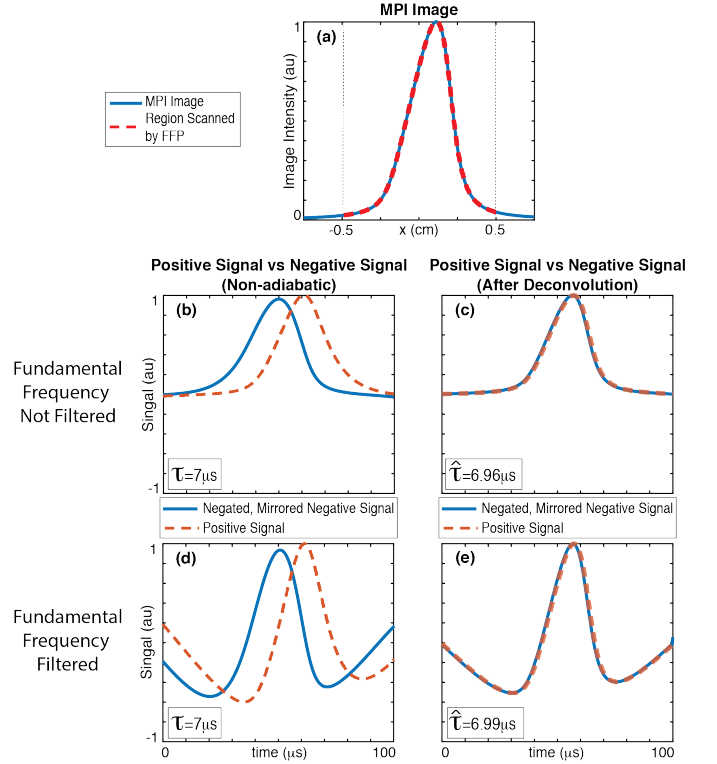 MPI Image
(a)
1
Image Intensity (au)
0
-0.5
x (cm)
0.5
MPI Image
Region Scanned
by FFP
Positive Signal vs Negative Signal
(Non-adiabatic)
Positive Signal vs Negative Signal
(After Deconvolution)
Fundamental
Frequency
Not Filtered
1
Singal (au)
-1
(b)
τ=7μs
(c)
τ̂=6.96μs
Negated, Mirrored Negative Signal
Positive Signal
Negated, Mirrored Negative Signal
Positive Signal
Fundamental
Frequency
Filtered
1
Singal (au)
-1
(d)
τ=7μs
0
time (μs)
100
(e)
τ̂=6.99μs
0
time (μs)
100